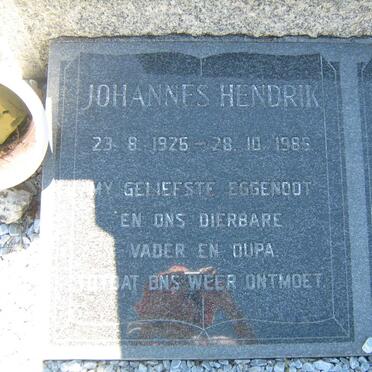 JOHANNES HENDRIK
23. 8. 1926 – 28. 10. 1985
MY GELIEFSTE EGGENOOT
EN ONS DIERBARE
VADER EN OUPA.
TOTDAT ONS WEER ONTMOET